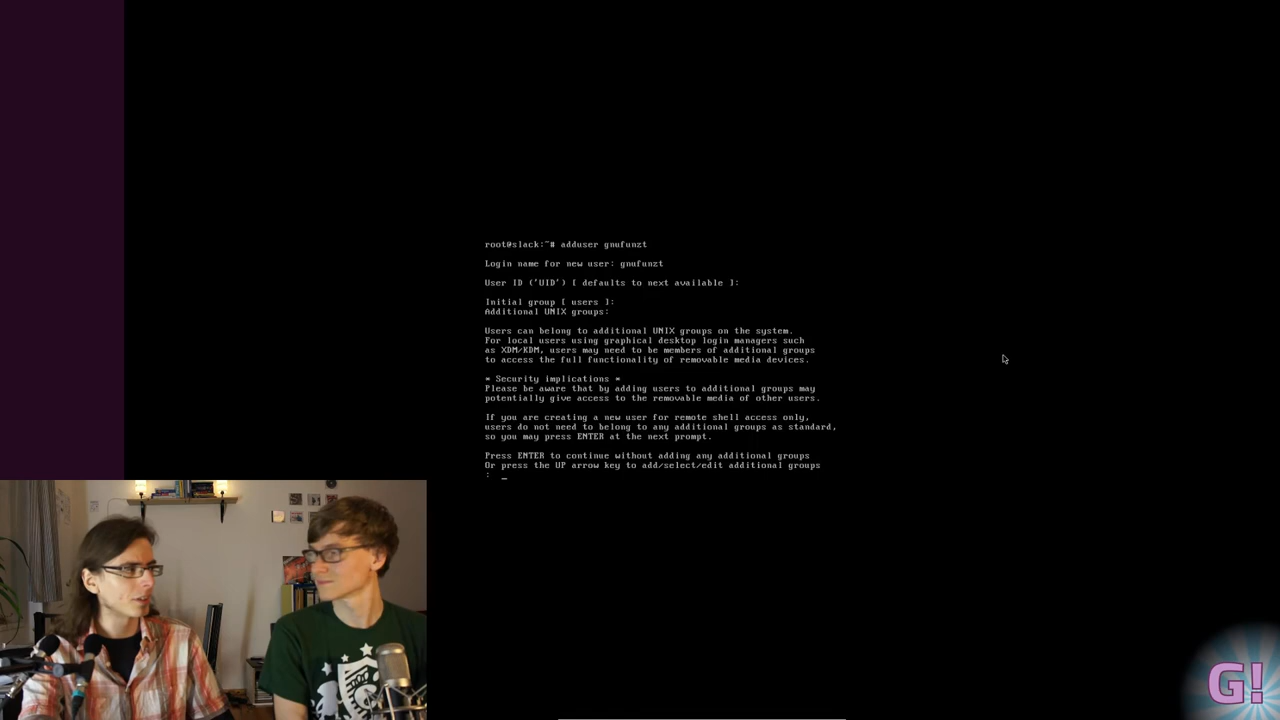 root@slack:~# adduser gnufunzt
Login name for new user: gnufunzt
User ID ('UID') [ defaults to next available ]:
Initial group [ users ]:
Additional UNIX groups:
Users can belong to additional UNIX groups on the system.
For local users using graphical desktop login managers such
as XDM/KDM, users may need to be members of additional groups
to access the full functionality of removable media devices.
* Security implications *
Please be aware that by adding users to additional groups may
potentially give access to the removable media of other users.
If you are creating a new user for remote shell access only,
users do not need to belong to any additional groups as standard,
so you may press ENTER at the next prompt.
Press ENTER to continue without adding any additional groups
Or press the UP arrow key to add/select/edit additional groups
: _
G!